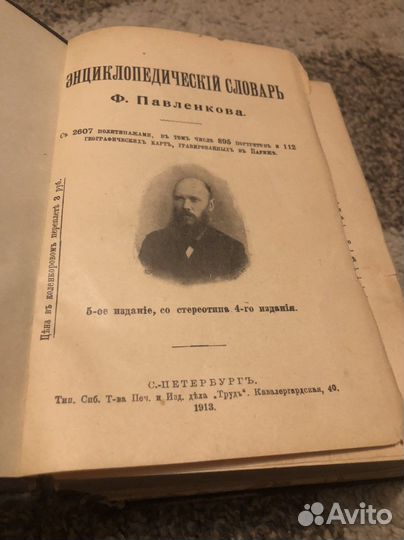 ЭНЦИКЛОПЕДИЧЕСКІЙ СЛОВАРЬ
Ф. Павленкова.
Съ 2607 политипажами, въ томъ числѣ 895 портретовъ и 112
географическихъ картъ, гравированныхъ въ Парижѣ.
Цѣна въ коленкоровомъ переплетѣ 3 руб.
5-ое изданіе, со стереотипа 4-го изданія.
С.-ПЕТЕРБУРГЪ.
Тип. Спб. Т-ва Печ. и Изд. дѣла „Трудъ“. Кавалергардская, 40.
1913.
Avito